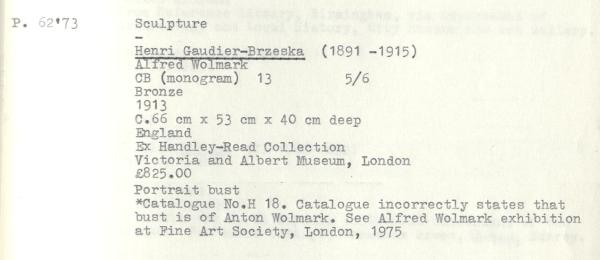 P. 62'73 Sculpture
–
Henri Gaudier-Brzeska (1891 -1915)
Alfred Wolmark
CB (monogram) 13 5/6
Bronze
1913
C.66 cm x 53 cm x 40 cm deep
England
Ex Handley-Read Collection
Victoria and Albert Museum, London
£825.00
Portrait bust
*Catalogue No.H 18. Catalogue incorrectly states that
bust is of Anton Wolmark. See Alfred Wolmark exhibition
at Fine Art Society, London, 1975